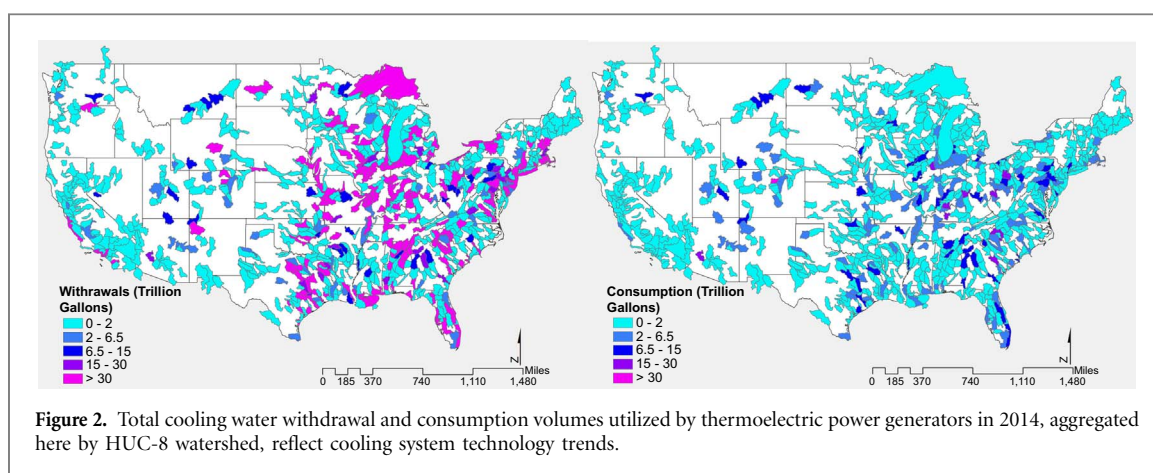 Withrawals (Trillion
Gallons)
0 - 2
2 - 6.5
6.5 - 15
15 - 30
> 30
N
Miles
0 185 370 740 1,110 1,480
Consumption (Trillion
Gallons)
0 - 2
2 - 6.5
6.5 - 15
15 - 30
> 30
N
Miles
0 185 370 740 1,110 1,480
Figure 2. Total cooling water withdrawal and consumption volumes utilized by thermoelectric power generators in 2014, aggregated
here by HUC-8 watershed, reflect cooling system technology trends.